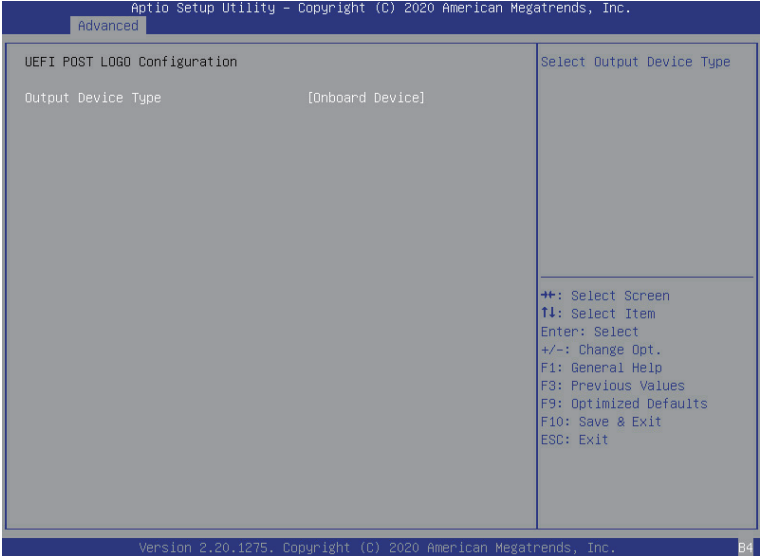 Aptio Setup Utility – Copyright (C) 2020 American Megatrends, Inc.
Advanced
UEFI POST LOGO Configuration
Output Device Type [Onboard Device]
Select Output Device Type
→←: Select Screen
↑↓: Select Item
Enter: Select
+/-: Change Opt.
F1: General Help
F3: Previous Values
F9: Optimized Defaults
F10: Save & Exit
ESC: Exit
Version 2.20.1275. Copyright (C) 2020 American Megatrends, Inc.
B4